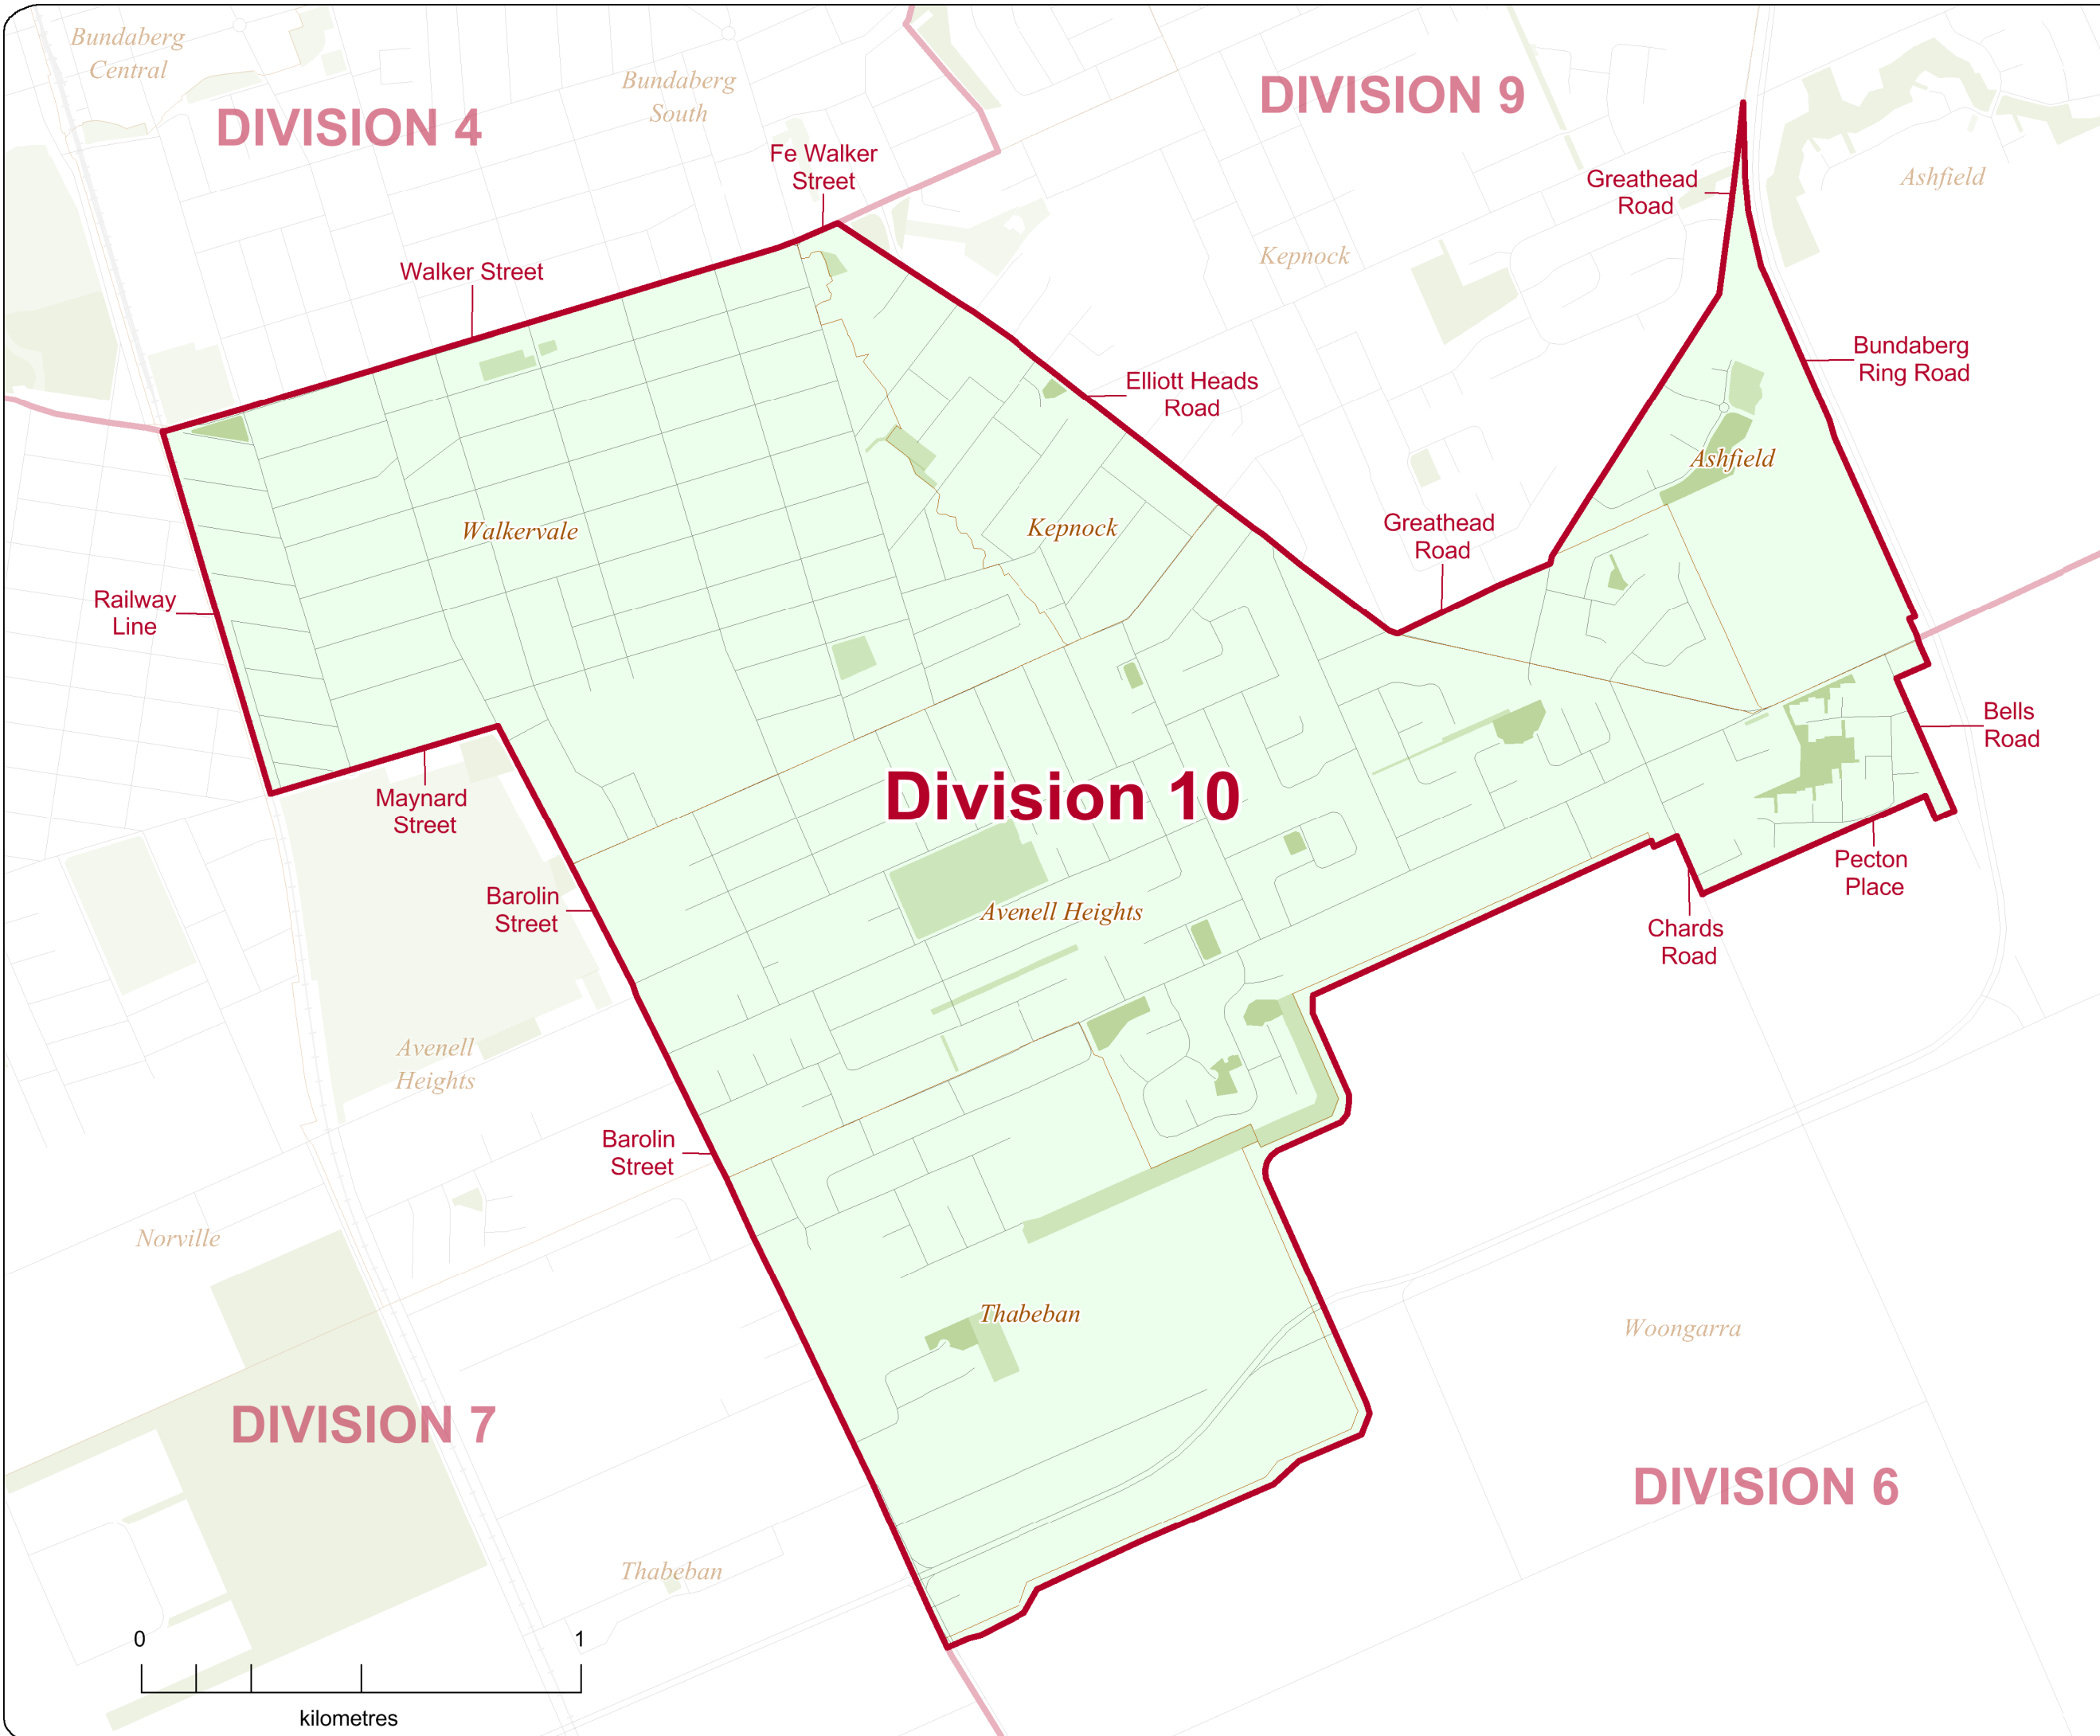 Bundaberg
Central
Bundaberg
South
DIVISION 4
DIVISION 9
Fe Walker
Street
Greathead
Road
Ashfield
Kepnock
Walker Street
Bundaberg
Ring Road
Elliott Heads
Road
Ashfield
Walkervale
Kepnock
Greathead
Road
Railway
Line
Bells
Road
Maynard
Street
Division 10
Pecton
Place
Barolin
Street
Avenell Heights
Chards
Road
Avenell
Heights
Barolin
Street
Norville
Thabeban
Woongarra
DIVISION 7
DIVISION 6
Thabeban
0
1
kilometres